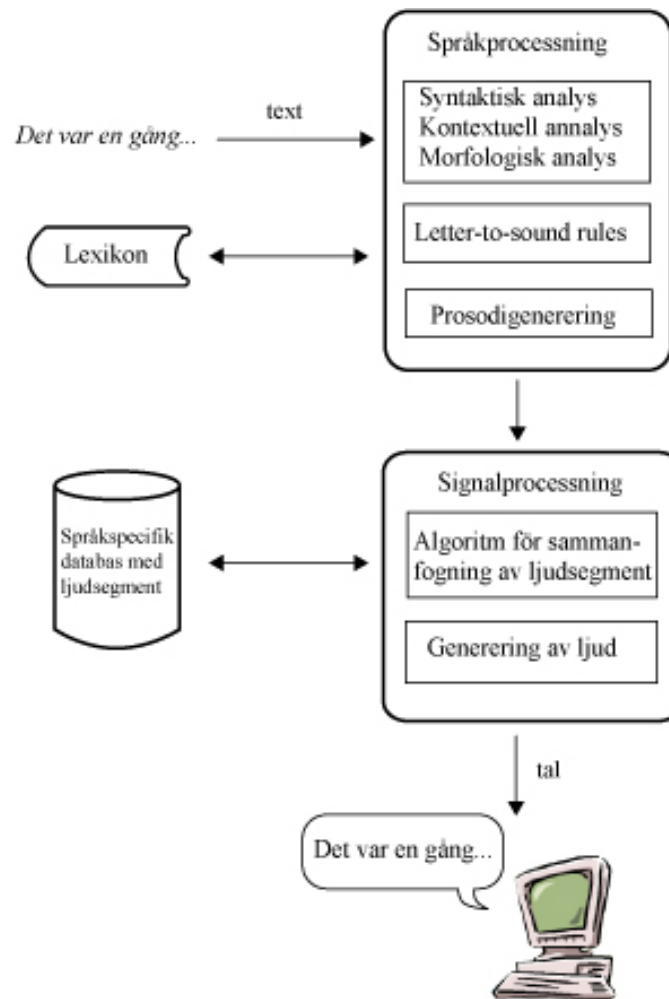 Språkprocessning
Syntaktisk analys
Kontextuell annalys
Morfologisk analys
text
Det var en gång...
Lexikon
Letter-to-sound rules
Prosodigenerering
Signalprocessning
Språkspecifik
databas med
ljudsegment
Algoritm för samman-
fogning av ljudsegment
Generering av ljud
tal
Det var en gång...